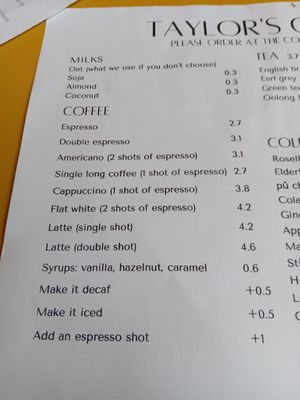 TAYLOR'S
PLEASE ORDER AT THE
MILKS
Oat (what we use if you don't choose)
Soja 0.3
Almond 0.3
Coconut 0.3
COFFEE
Espresso 2.7
Double espresso 3.1
Americano (2 shots of espresso) 3.1
Single long coffee (1 shot of espresso) 2.7
Cappuccino (1 shot of espresso) 3.8
Flat white (2 shots of espresso) 4.2
Latte (single shot) 4.2
Latte (double shot) 4.6
Syrups: vanilla, hazelnut, caramel 0.6
Make it decaf +0.5
Make it iced +0.5
Add an espresso shot +1
TEA 3.7
English
Earl grey
Green
Oolong